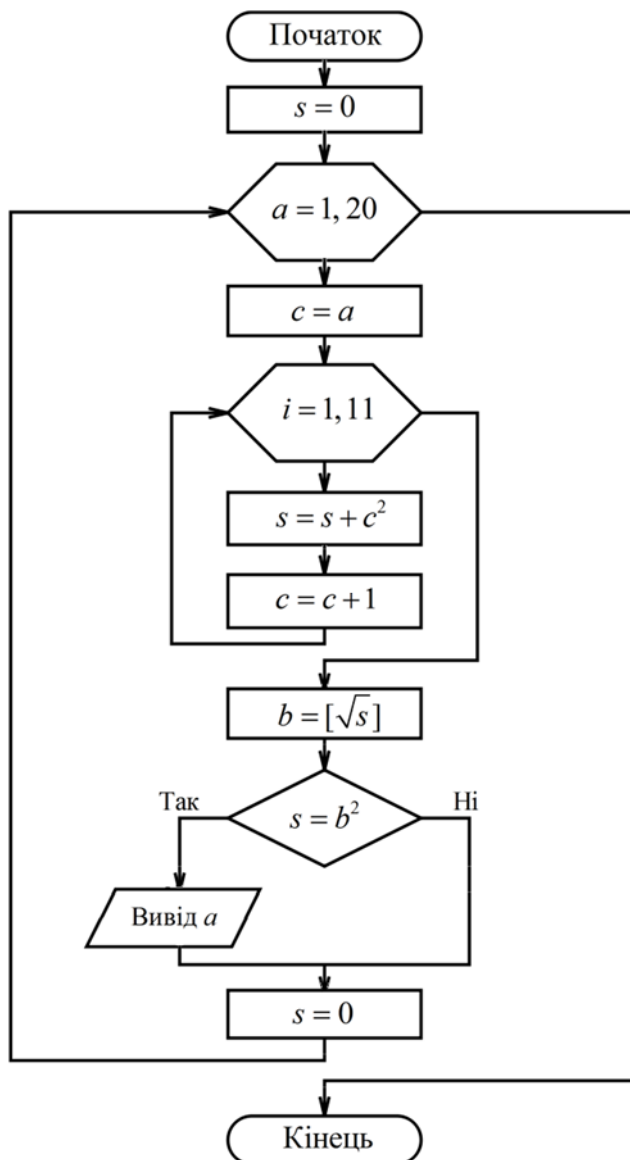 Початок
s = 0
a = 1, 20
c = a
i = 1, 11
s = s + c²
c = c + 1
b = [√s]
Так
s = b²
Ні
Вивід a
s = 0
Кінець